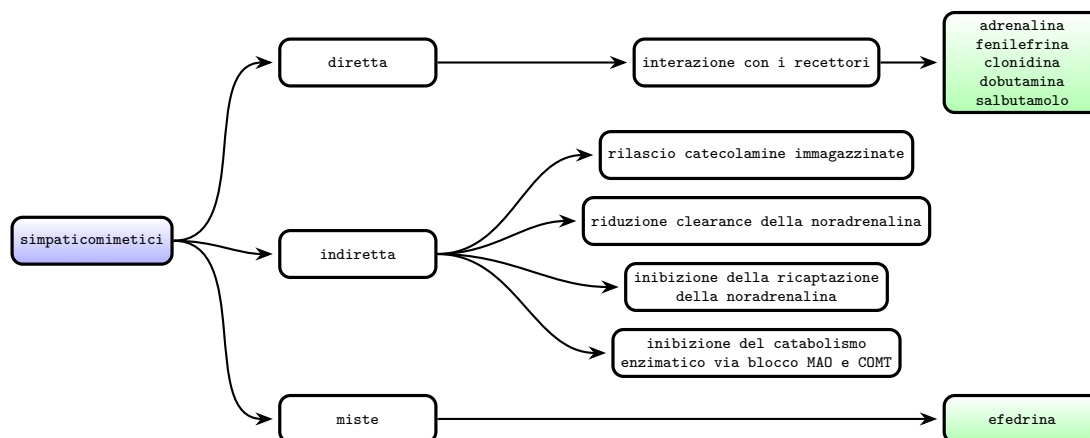 simpaticomimetici
diretta
interazione con i recettori
adrenalina
fenilefrina
clonidina
dobutamina
salbutamolo
indiretta
rilascio catecolamine immagazzinate
riduzione clearance della noradrenalina
inibizione della ricaptazione
della noradrenalina
inibizione del catabolismo
enzimatico via blocco MAO e COMT
miste
efedrina